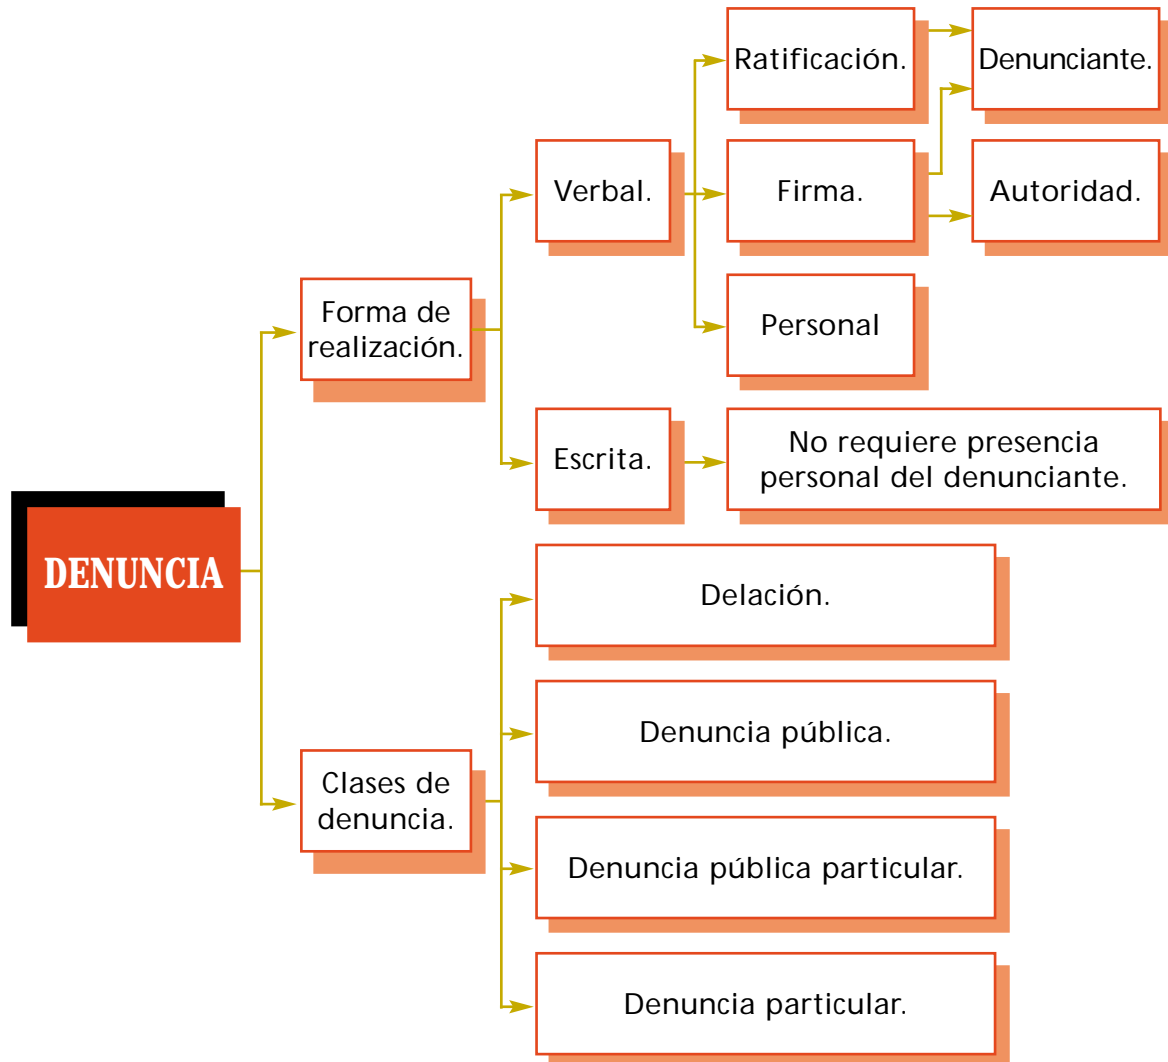 Ratificación.
Denunciante.
Verbal.
Firma.
Autoridad.
Forma de
realización.
Personal
Escrita.
No requiere presencia
personal del denunciante.
DENUNCIA
Delación.
Denuncia pública.
Clases de
denuncia.
Denuncia pública particular.
Denuncia particular.